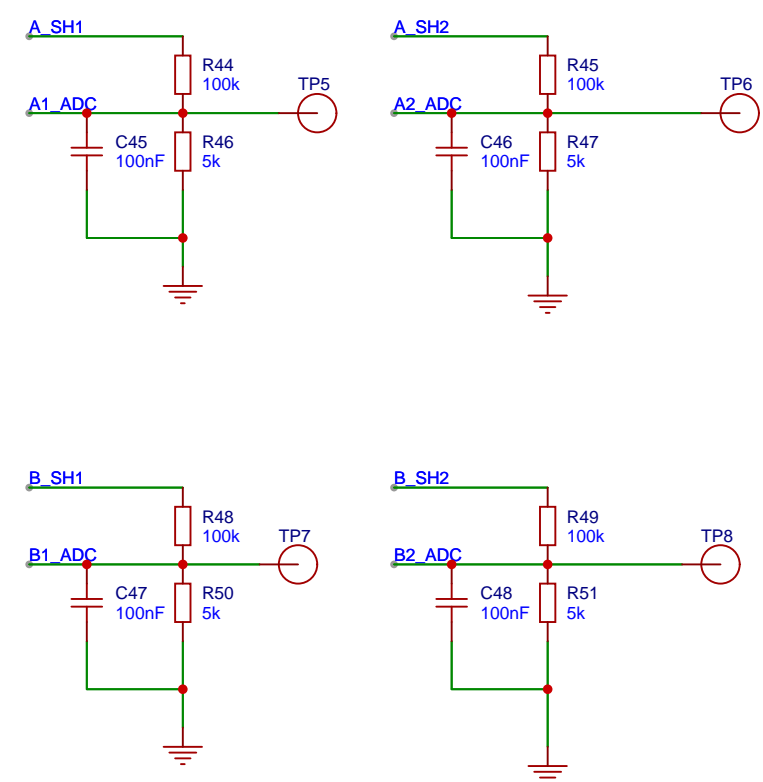 A_SH1
R44
100k
TP5
A1_ADC
C45
100nF
R46
5k
A_SH2
R45
100k
TP6
A2_ADC
C46
100nF
R47
5k
B_SH1
R48
100k
TP7
B1_ADC
C47
100nF
R50
5k
B_SH2
R49
100k
TP8
B2_ADC
C48
100nF
R51
5k